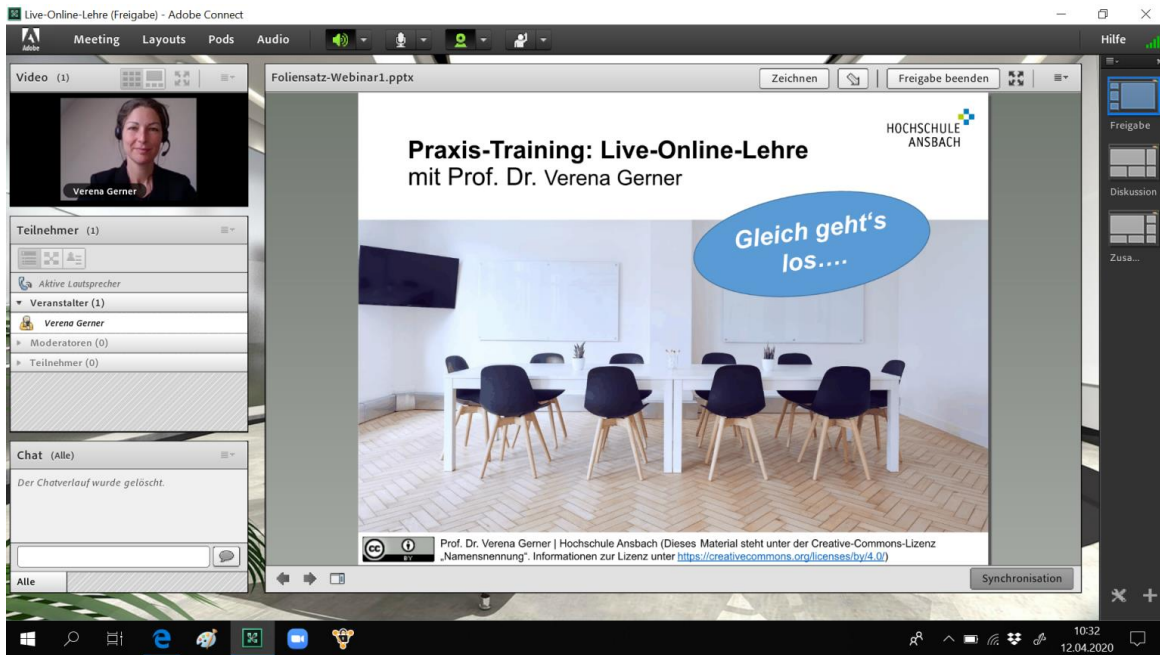 Live-Online-Lehre (Freigabe) - Adobe Connect
Adobe
Meeting
Layouts
Pods
Audio
Hilfe
Video (1)
Verena Gerner
Teilnehmer (1)
Aktive Lautsprecher
Veranstalter (1)
Verena Gerner
Moderatoren (0)
Teilnehmer (0)
Chat (Alle)
Der Chatverlauf wurde gelöscht.
Alle
Foliensatz-Webinar1.pptx
Zeichnen
Freigabe beenden
HOCHSCHULE
ANSBACH
Praxis-Training: Live-Online-Lehre
mit Prof. Dr. Verena Gerner
Gleich geht's
los....
cc BY
Prof. Dr. Verena Gerner | Hochschule Ansbach (Dieses Material steht unter der Creative-Commons-Lizenz
„Namensnennung“. Informationen zur Lizenz unter https://creativecommons.org/licenses/by/4.0/)
Synchronisation
Freigabe
Diskussion
Zusa...
10:32
12.04.2020